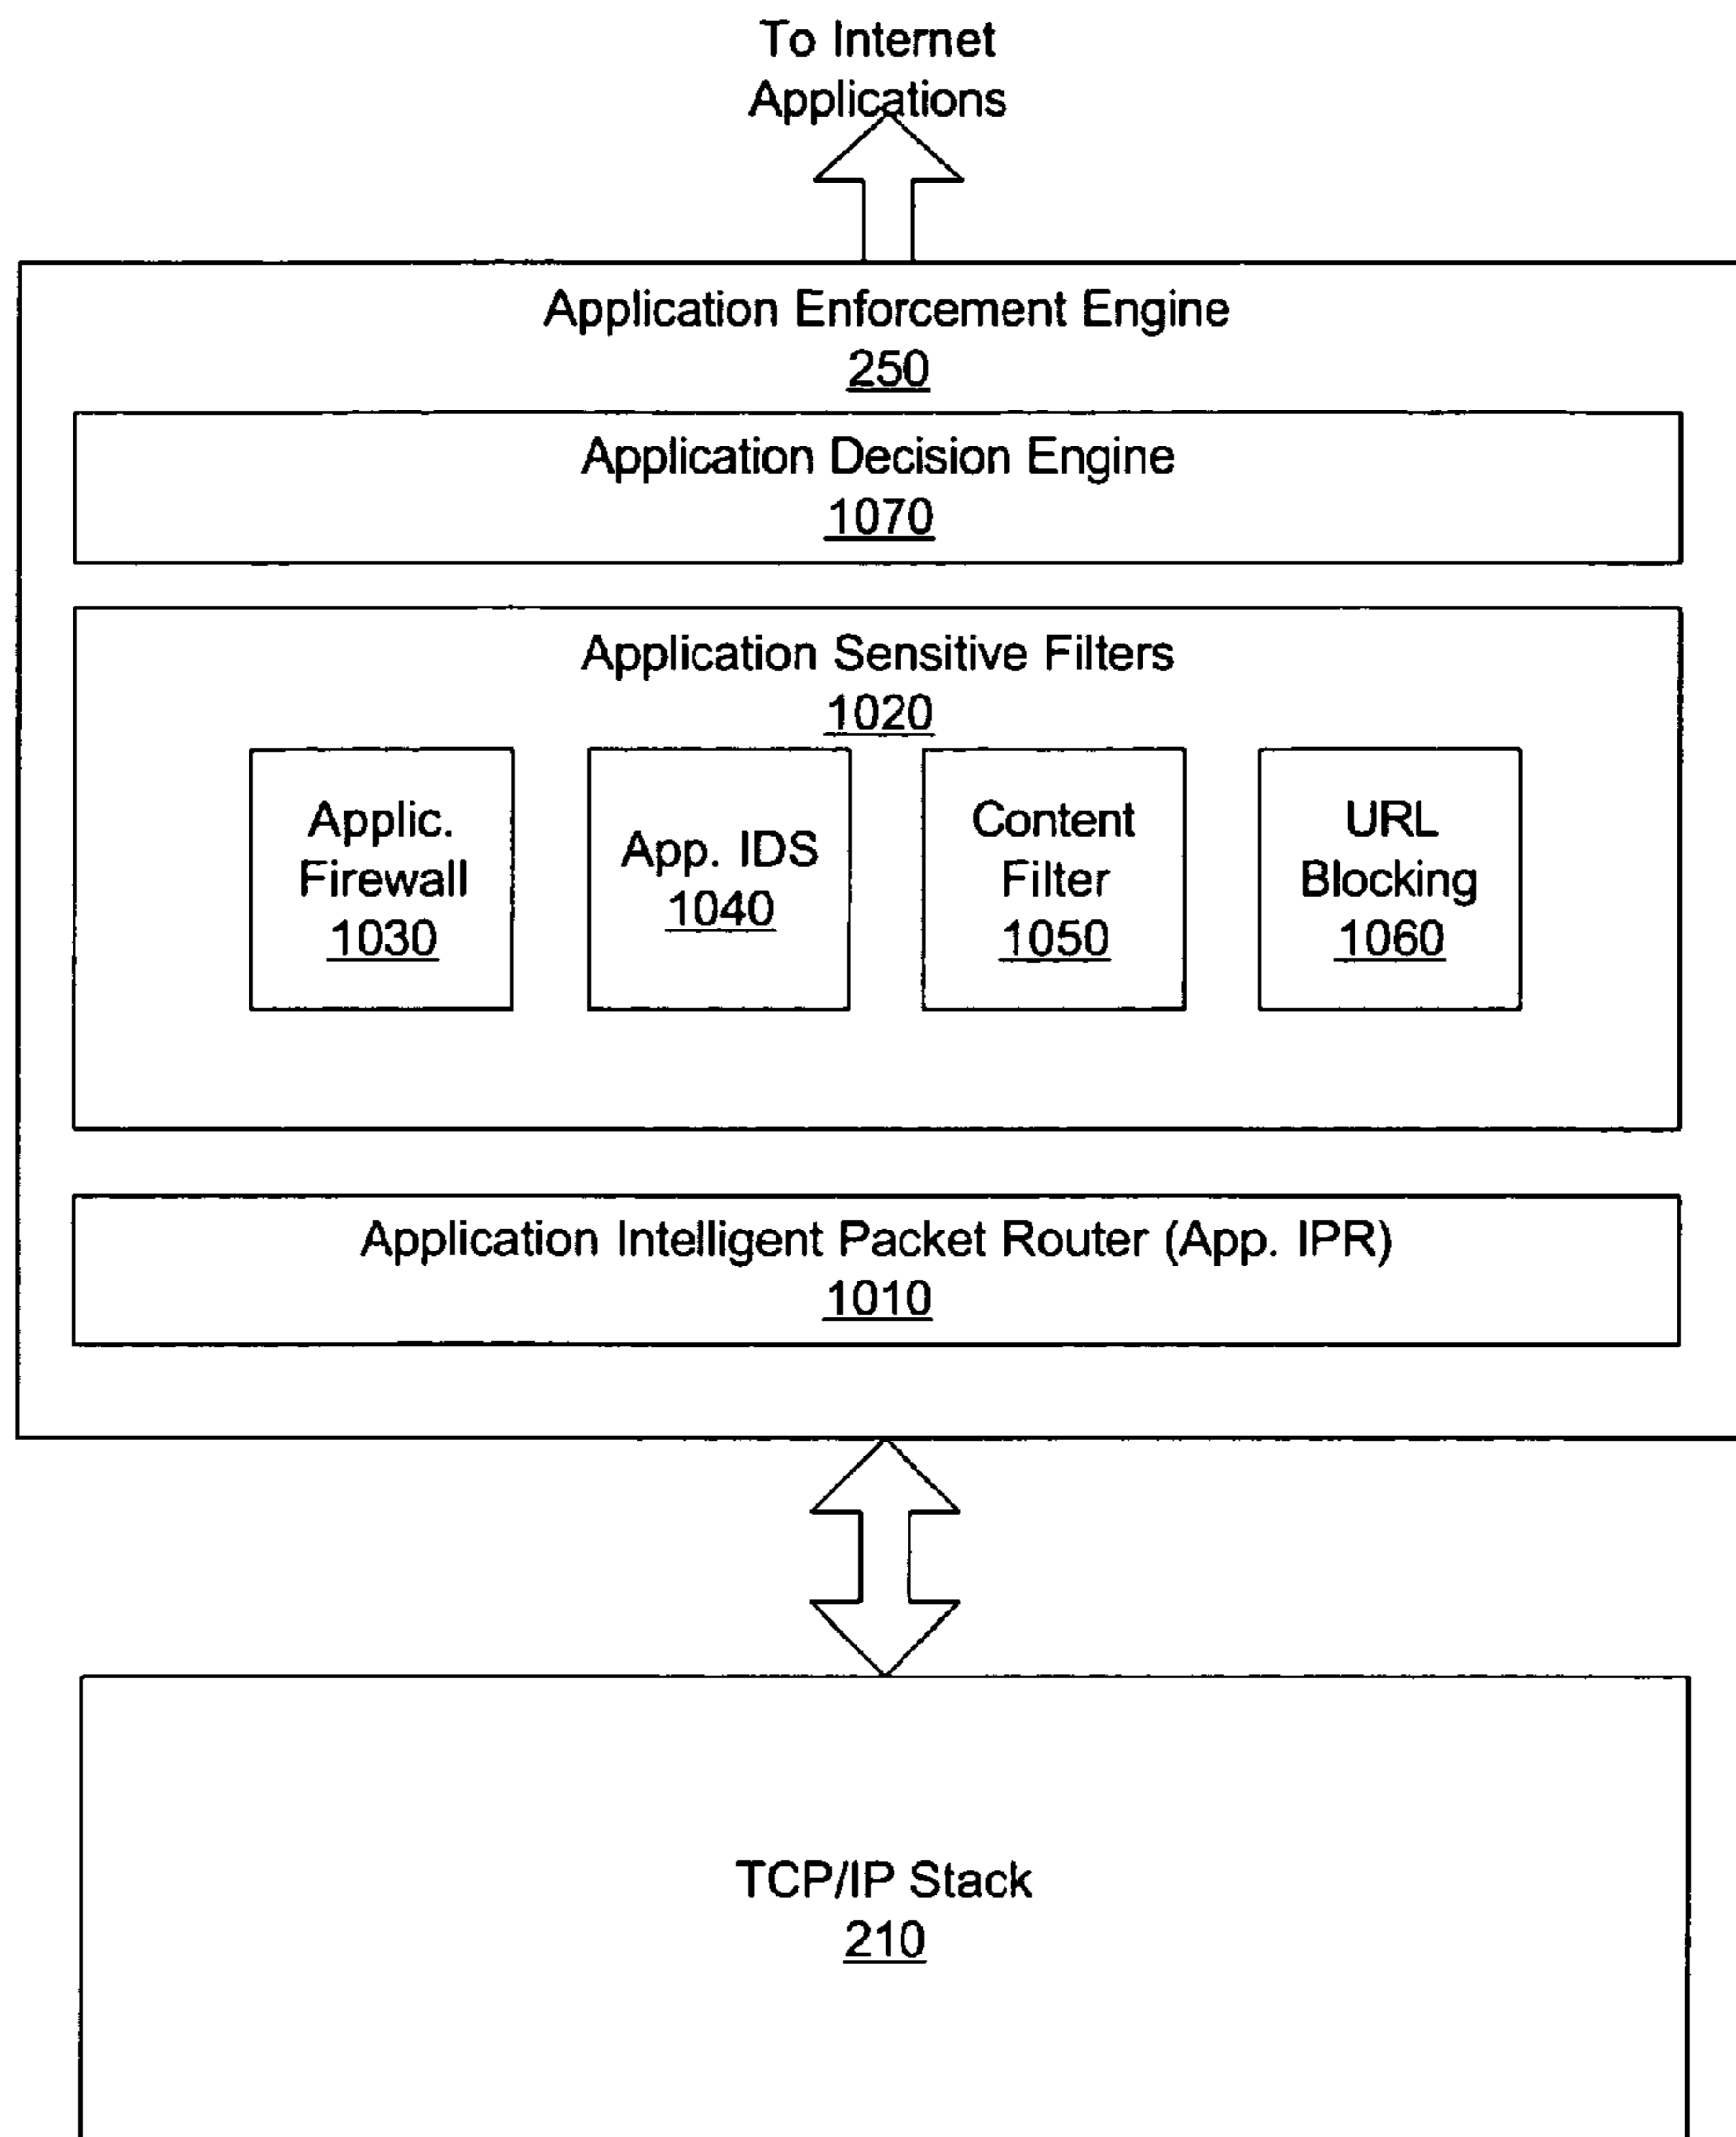 To Internet
Applications
Application Enforcement Engine
250
Application Decision Engine
1070
Application Sensitive Filters
1020
Applic.
Firewall
1030
App. IDS
1040
Content
Filter
1050
URL
Blocking
1060
Application Intelligent Packet Router (App. IPR)
1010
TCP/IP Stack
210